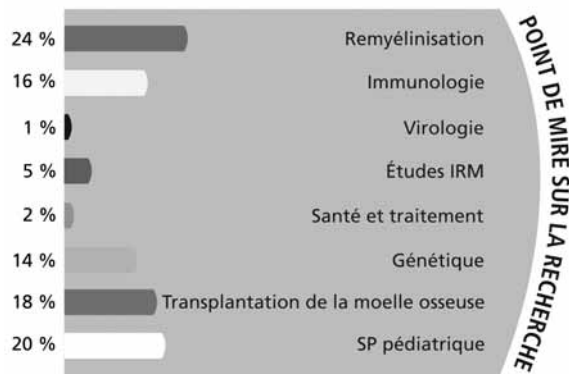 24 % Remyélinisation
16 % Immunologie
1 % Virologie
5 % Études IRM
2 % Santé et traitement
14 % Génétique
18 % Transplantation de la moelle osseuse
20 % SP pédiatrique
POINT DE MIRE SUR LA RECHERCHE